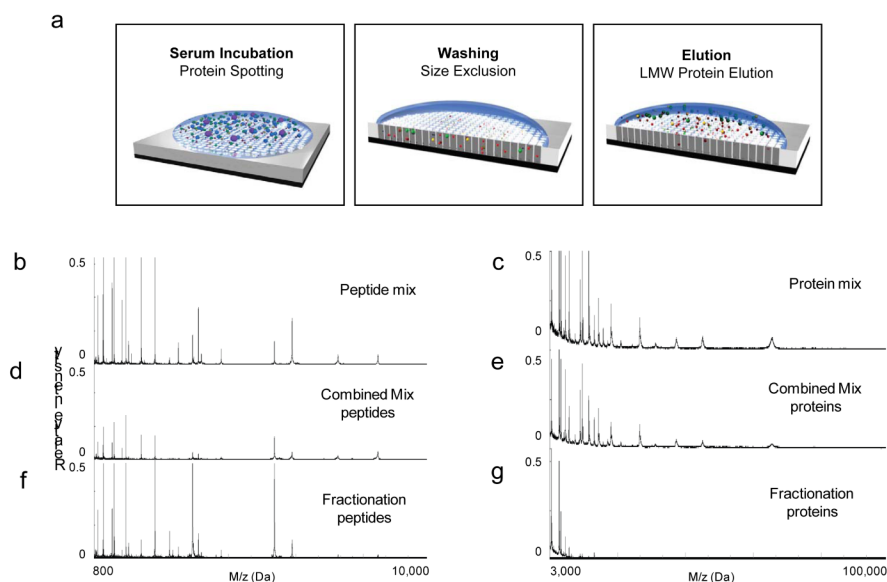 a
Serum Incubation
Protein Spotting
Washing
Size Exclusion
Elution
LMW Protein Elution
b
0.5
Peptide mix
0
c
0.5
Protein mix
0
d
0.5
Combined Mix
peptides
0
e
0.5
Combined Mix
proteins
0
f
0.5
Fractionation
peptides
0
g
0.5
Fractionation
proteins
0
800
M/z (Da)
10,000
3,000
M/z (Da)
100,000